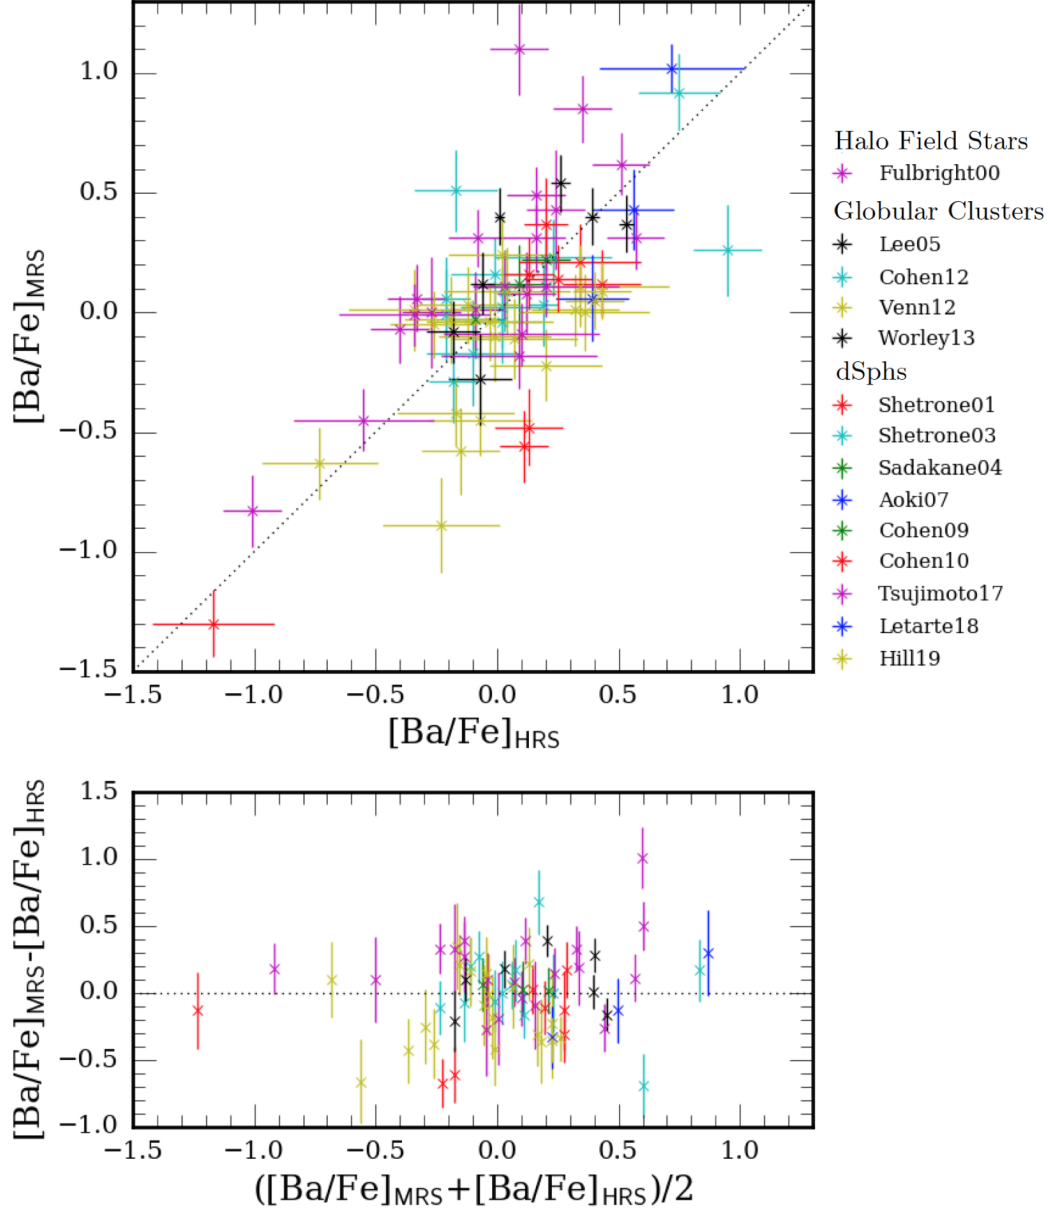 1.0
0.5
0.0
−0.5
−1.0
−1.5
[Ba/Fe]MRS
−1.5 −1.0 −0.5 0.0 0.5 1.0
[Ba/Fe]HRS
Halo Field Stars
Fulbright00
Globular Clusters
Lee05
Cohen12
Venn12
Worley13
dSphs
Shetrone01
Shetrone03
Sadakane04
Aoki07
Cohen09
Cohen10
Tsujimoto17
Letarte18
Hill19
1.5
1.0
0.5
0.0
−0.5
−1.0
[Ba/Fe]MRS-[Ba/Fe]HRS
−1.5 −1.0 −0.5 0.0 0.5 1.0
([Ba/Fe]MRS+[Ba/Fe]HRS)/2